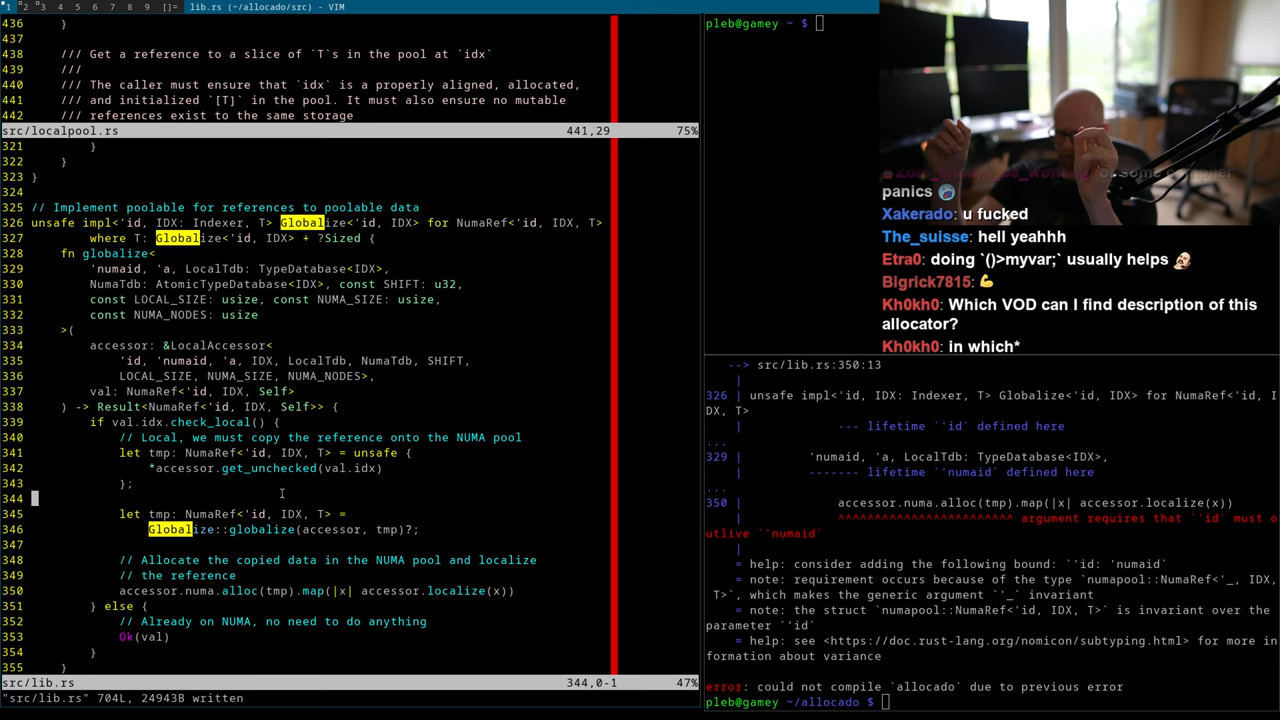 1 2 3 4 5 6 7 8 9 []= lib.rs (~/allocado/src) - VIM
436     }
437
438     /// Get a reference to a slice of `T`s in the pool at `idx`
439     ///
440     /// The caller must ensure that `idx` is a properly aligned, allocated,
441     /// and initialized `[T]` in the pool. It must also ensure no mutable
442     /// references exist to the same storage
src/localpool.rs 441,29 75%
321         }
322     }
323 }
324
325 // Implement poolable for references to poolable data
326 unsafe impl<'id, IDX: Indexer, T> Globalize<'id, IDX> for NumaRef<'id, IDX, T>
327         where T: Globalize<'id, IDX> + ?Sized {
328     fn globalize<
329         'numaid, 'a, LocalTdb: TypeDatabase<IDX>,
330         NumaTdb: AtomicTypeDatabase<IDX>, const SHIFT: u32,
331         const LOCAL_SIZE: usize, const NUMA_SIZE: usize,
332         const NUMA_NODES: usize
333     >(
334         accessor: &LocalAccessor<
335             'id, 'numaid, 'a, IDX, LocalTdb, NumaTdb, SHIFT,
336             LOCAL_SIZE, NUMA_SIZE, NUMA_NODES>,
337         val: NumaRef<'id, IDX, Self>
338     ) -> Result<NumaRef<'id, IDX, Self>> {
339         if val.idx.check_local() {
340             // Local, we must copy the reference onto the NUMA pool
341             let tmp: NumaRef<'id, IDX, T> = unsafe {
342                 *accessor.get_unchecked(val.idx)
343             };
344
345             let tmp: NumaRef<'id, IDX, T> =
346                 Globalize::globalize(accessor, tmp)?;
347
348             // Allocate the copied data in the NUMA pool and localize
349             // the reference
350             accessor.numa.alloc(tmp).map(|x| accessor.localize(x))
351         } else {
352             // Already on NUMA, no need to do anything
353             Ok(val)
354         }
355     }
src/lib.rs 344,0-1 47%
"src/lib.rs" 704L, 24943B written
pleb@gamey ~ $
panics
Xakerado: u fucked
The_suisse: hell yeahhh
Etra0: doing `()>myvar;` usually helps
Bigrick7815:
Kh0kh0: Which VOD can I find description of this
allocator?
Kh0kh0: in which*
--> src/lib.rs:350:13
|
326 | unsafe impl<'id, IDX: Indexer, T> Globalize<'id, IDX> for NumaRef<'id, I
DX, T>
| --- lifetime `'id` defined here
...
329 |         'numaid, 'a, LocalTdb: TypeDatabase<IDX>,
| ------- lifetime `'numaid` defined here
...
350 |             accessor.numa.alloc(tmp).map(|x| accessor.localize(x))
| ^^^^^^^^^^^^^^^^^^^^^^^^ argument requires that `'id` must o
utlive `'numaid`
|
= help: consider adding the following bound: `'id: 'numaid`
= note: requirement occurs because of the type `numapool::NumaRef<'_, IDX,
T>`, which makes the generic argument `'_` invariant
= note: the struct `numapool::NumaRef<'id, IDX, T>` is invariant over the
parameter `'id`
= help: see <https://doc.rust-lang.org/nomicon/subtyping.html> for more in
formation about variance
error: could not compile `allocado` due to previous error
pleb@gamey ~/allocado $